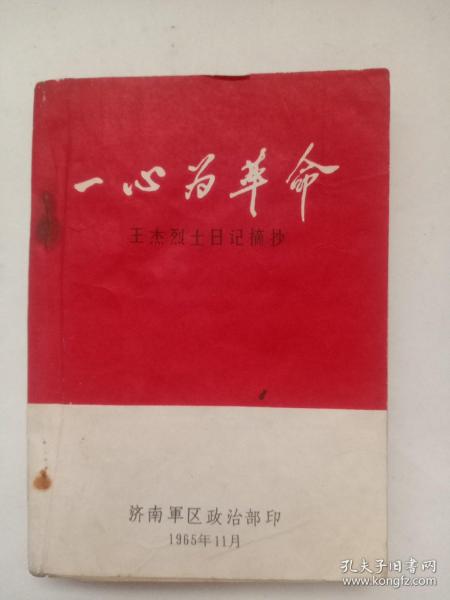 一心为革命
王杰烈士日记摘抄
济南軍区政治部印
1965年11月
孔夫子旧书网
www.kongfz.com